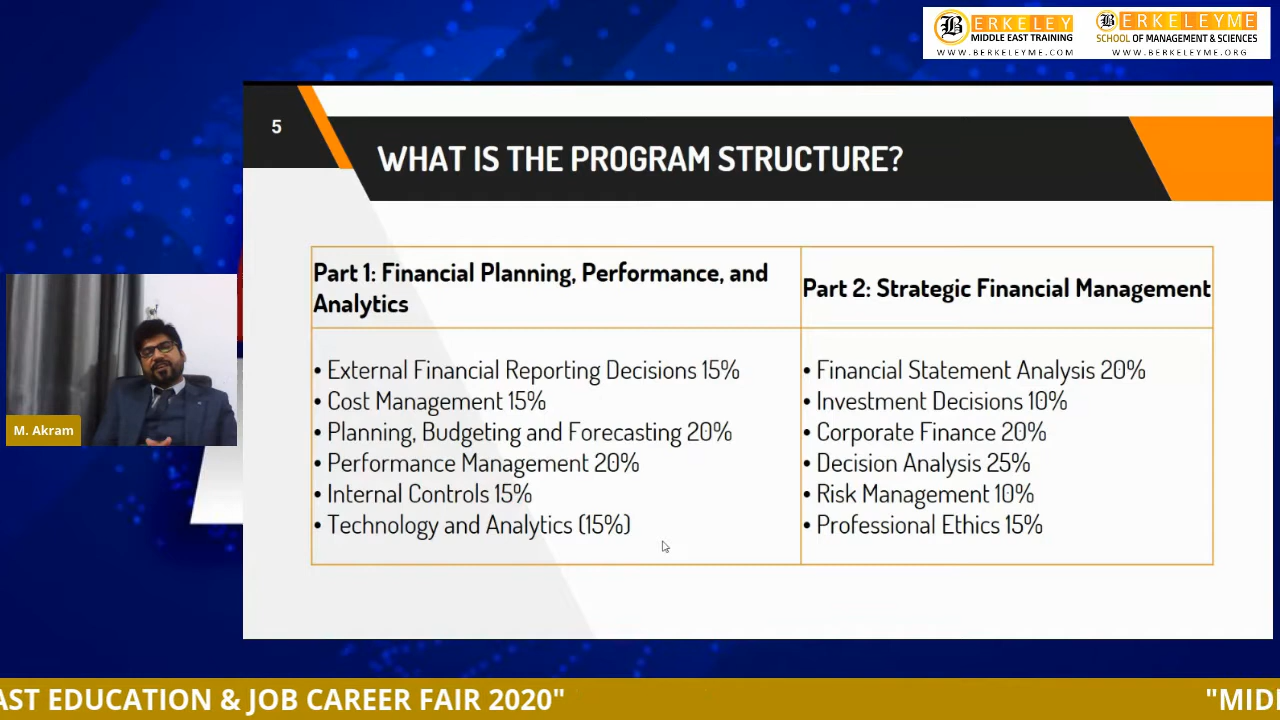 BERKELEY
MIDDLE EAST TRAINING
WWW.BERKELEYME.COM
BERKELEYME
SCHOOL OF MANAGEMENT & SCIENCES
WWW.BERKELEYME.ORG
5
WHAT IS THE PROGRAM STRUCTURE?
Part 1: Financial Planning, Performance, and
Analytics
• External Financial Reporting Decisions 15%
• Cost Management 15%
• Planning, Budgeting and Forecasting 20%
• Performance Management 20%
• Internal Controls 15%
• Technology and Analytics (15%)
Part 2: Strategic Financial Management
• Financial Statement Analysis 20%
• Investment Decisions 10%
• Corporate Finance 20%
• Decision Analysis 25%
• Risk Management 10%
• Professional Ethics 15%
M. Akram
AST EDUCATION & JOB CAREER FAIR 2020" "MIDD